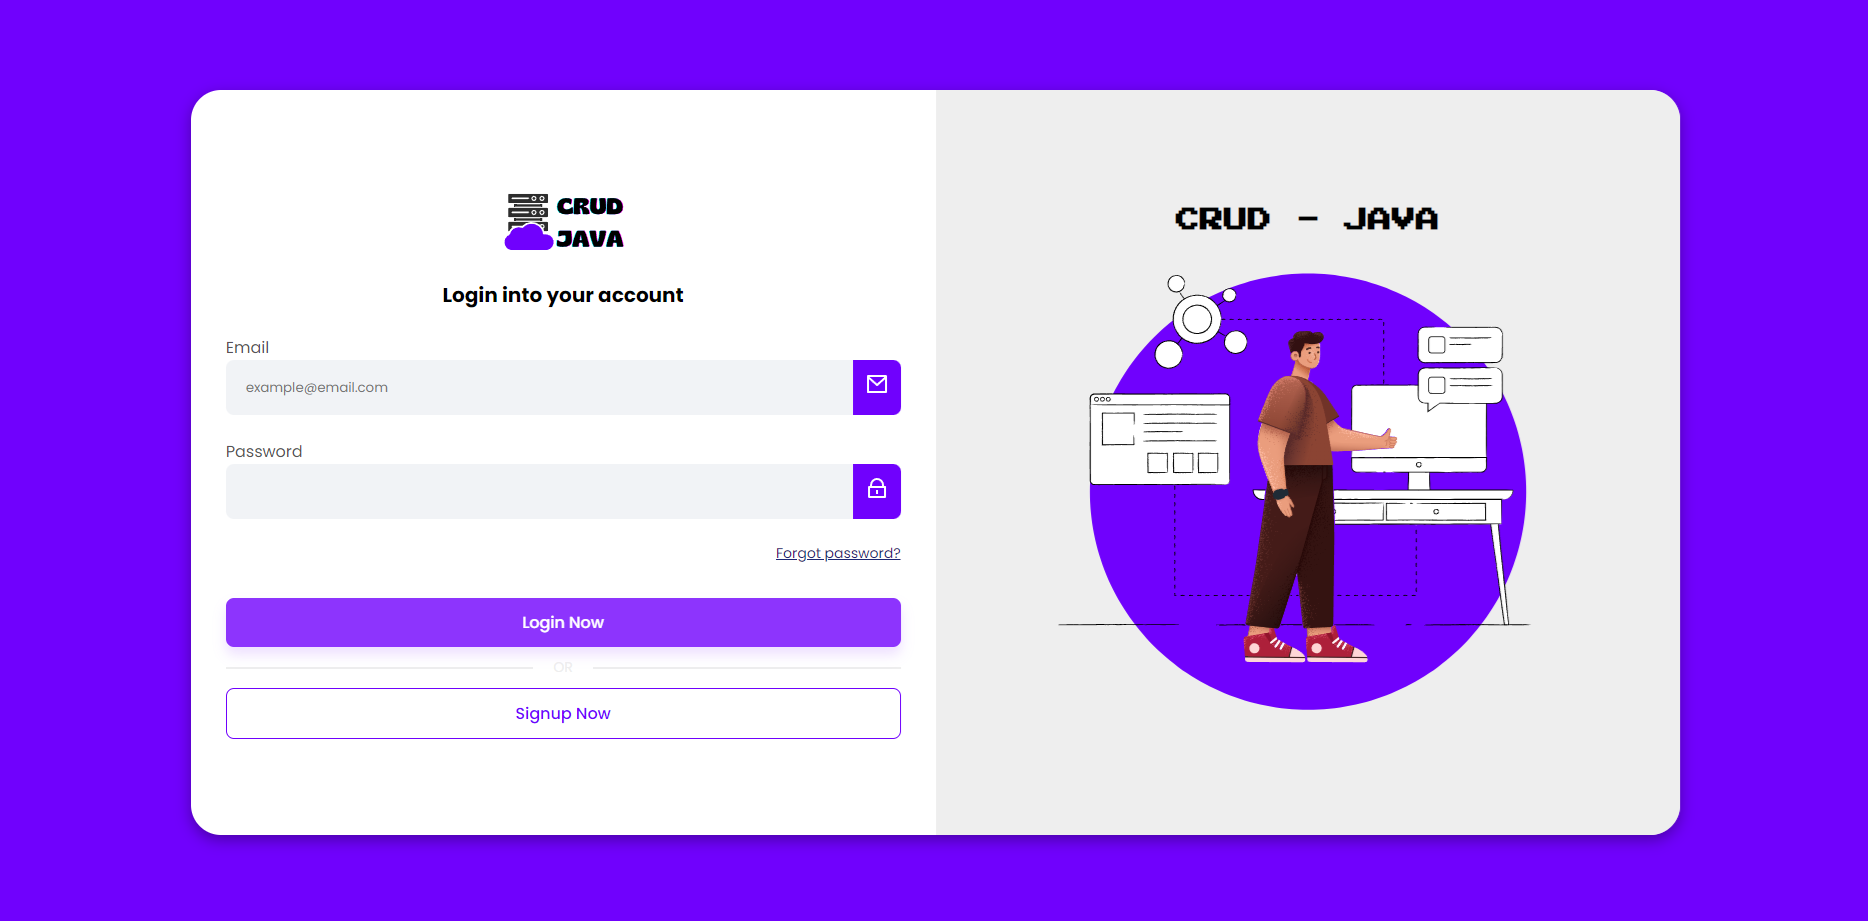 CRUD
JAVA
Login into your account
Email
example@email.com
Password
Forgot password?
Login Now
OR
Signup Now
CRUD - JAVA